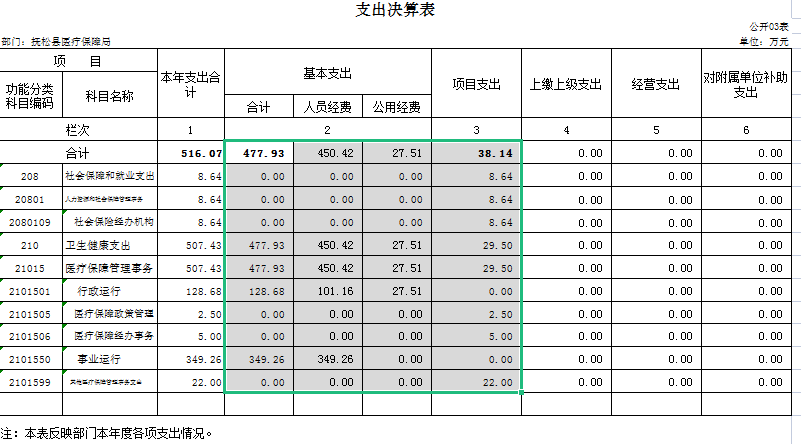 支出决算表
公开03表
部门：抚松县医疗保障局 单位：万元
项 目 本年支出合计 基本支出 项目支出 上缴上级支出 经营支出 对附属单位补助支出
功能分类科目编码 科目名称 合计 人员经费 公用经费
栏次 1 2 3 4 5 6
合计 516.07 477.93 450.42 27.51 38.14 0.00 0.00 0.00
208 社会保障和就业支出 8.64 0.00 0.00 0.00 8.64 0.00 0.00 0.00
20801 人力资源和社会保障管理事务 8.64 0.00 0.00 0.00 8.64 0.00 0.00 0.00
2080109 社会保险经办机构 8.64 0.00 0.00 0.00 8.64 0.00 0.00 0.00
210 卫生健康支出 507.43 477.93 450.42 27.51 29.50 0.00 0.00 0.00
21015 医疗保障管理事务 507.43 477.93 450.42 27.51 29.50 0.00 0.00 0.00
2101501 行政运行 128.68 128.68 101.16 27.51 0.00 0.00 0.00 0.00
2101505 医疗保障政策管理 2.50 0.00 0.00 0.00 2.50 0.00 0.00 0.00
2101506 医疗保障经办事务 5.00 0.00 0.00 0.00 5.00 0.00 0.00 0.00
2101550 事业运行 349.26 349.26 349.26 0.00 0.00 0.00 0.00 0.00
2101599 其他医疗保障管理事务支出 22.00 0.00 0.00 0.00 22.00 0.00 0.00 0.00
注：本表反映部门本年度各项支出情况。